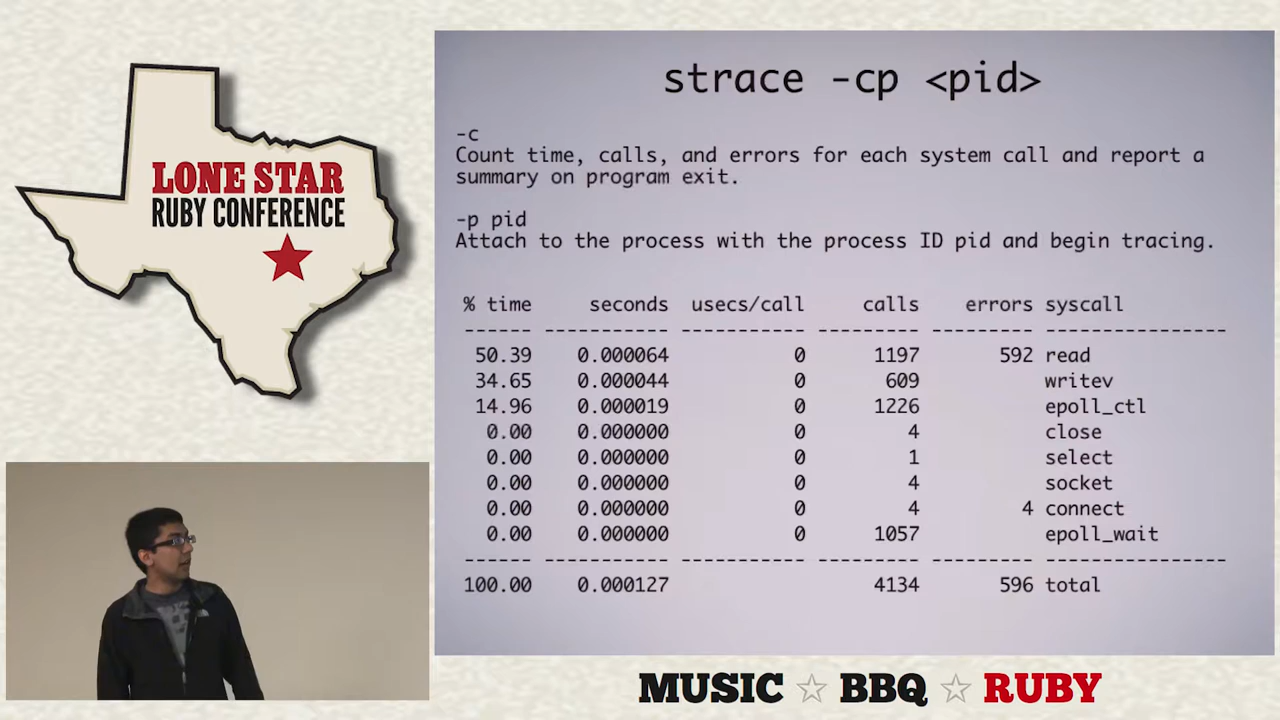 LONE STAR
RUBY CONFERENCE
strace -cp <pid>
-c
Count time, calls, and errors for each system call and report a
summary on program exit.
-p pid
Attach to the process with the process ID pid and begin tracing.
% time seconds usecs/call calls errors syscall
------ ----------- ----------- --------- --------- ----------------
50.39 0.000064 0 1197 592 read
34.65 0.000044 0 609 writev
14.96 0.000019 0 1226 epoll_ctl
0.00 0.000000 0 4 close
0.00 0.000000 0 1 select
0.00 0.000000 0 4 socket
0.00 0.000000 0 4 4 connect
0.00 0.000000 0 1057 epoll_wait
------ ----------- ----------- --------- --------- ----------------
100.00 0.000127 4134 596 total
MUSIC ☆ BBQ ☆ RUBY